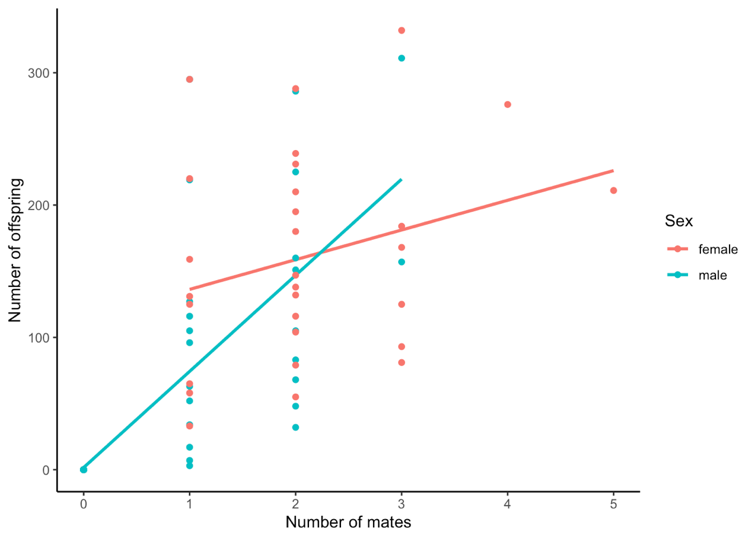 300
200
100
0
Number of offspring
0 1 2 3 4 5
Number of mates
Sex
female
male